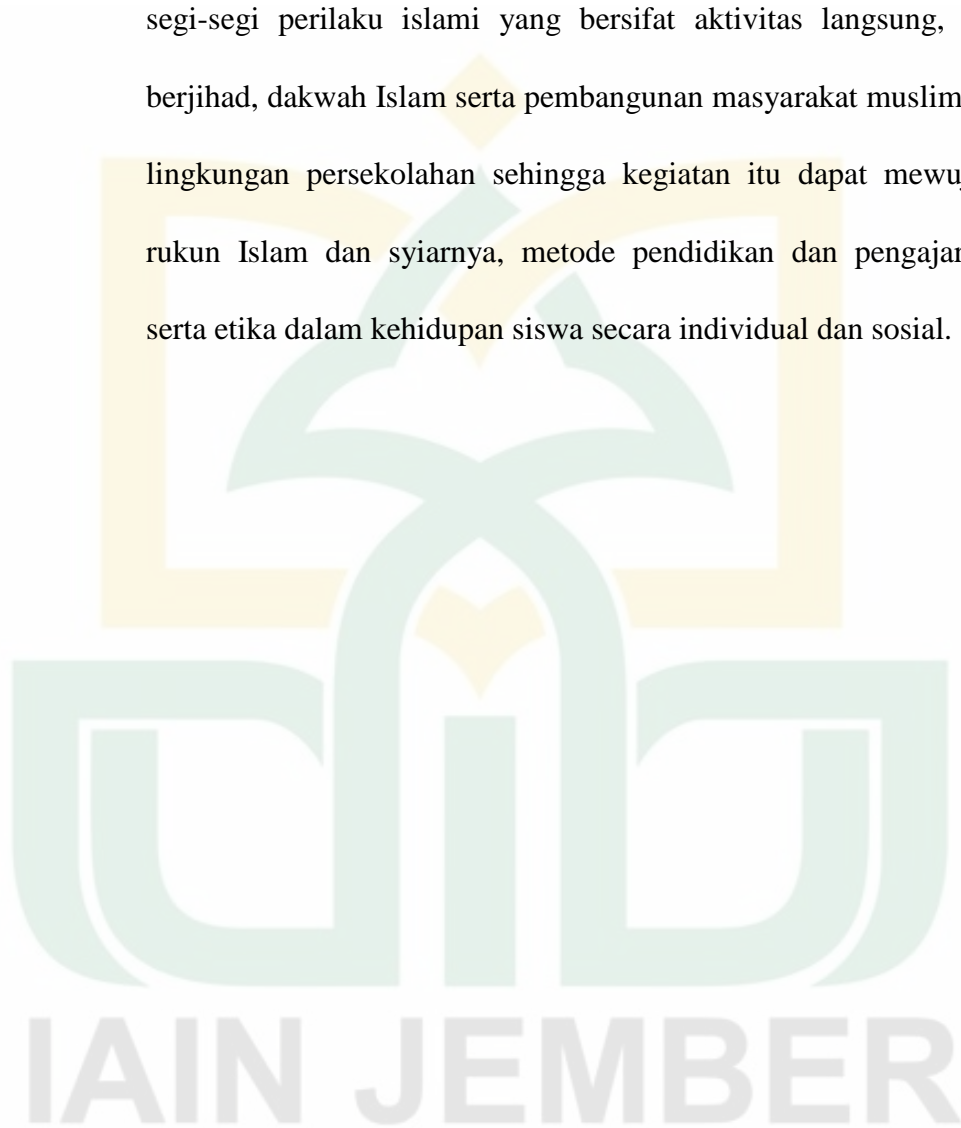 segi-segi perilaku islami yang bersifat aktivitas langsung,
berjihad, dakwah Islam serta pembangunan masyarakat muslim
lingkungan persekolahan sehingga kegiatan itu dapat
rukun Islam dan syiarnya, metode pendidikan dan
serta etika dalam kehidupan siswa secara individual dan sosial.
IAIN JEMBER